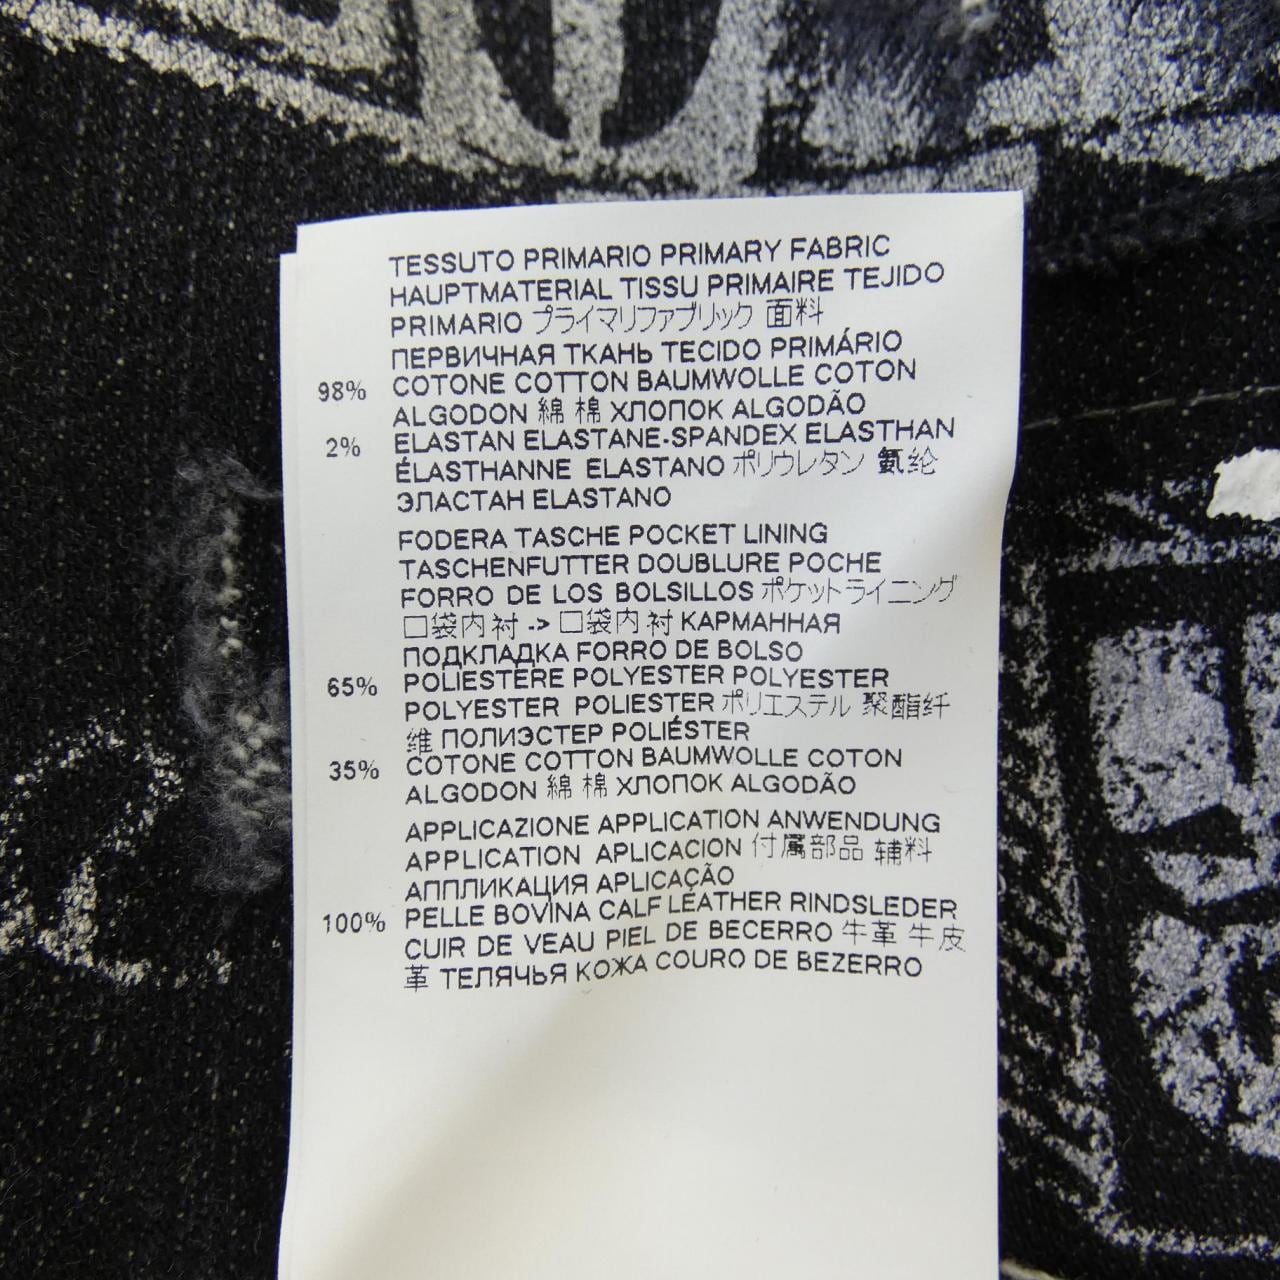 TESSUTO PRIMARIO PRIMARY FABRIC
HAUPTMATERIAL TISSU PRIMAIRE TEJIDO
PRIMARIO プライマリファブリック 面料
ПЕРВИЧНАЯ ТКАНЬ TECIDO PRIMÁRIO
98% COTONE COTTON BAUMWOLLE COTON
ALGODON 綿 棉 ХЛОПОК ALGODÃO
2% ELASTAN ELASTANE-SPANDEX ELASTHAN
ÉLASTHANNE ELASTANO ポリウレタン 氨纶
ЭЛАСТАН ELASTANO
FODERA TASCHE POCKET LINING
TASCHENFUTTER DOUBLURE POCHE
FORRO DE LOS BOLSILLOS ポケットライニング
口袋内衬 -> 口袋内衬 КАРМАННАЯ
ПОДКЛАДКА FORRO DE BOLSO
65% POLIESTERE POLYESTER POLYESTER
POLYESTER POLIESTER ポリエステル 聚酯纤
维 ПОЛИЭСТЕР POLIÉSTER
35% COTONE COTTON BAUMWOLLE COTON
ALGODON 綿 棉 ХЛОПОК ALGODÃO
APPLICAZIONE APPLICATION ANWENDUNG
APPLICATION APLICACION 付属部品 辅料
АППЛИКАЦИЯ APLICAÇÃO
100% PELLE BOVINA CALF LEATHER RINDSLEDER
CUIR DE VEAU PIEL DE BECERRO 牛革 牛皮
革 ТЕЛЯЧЬЯ КОЖА COURO DE BEZERRO